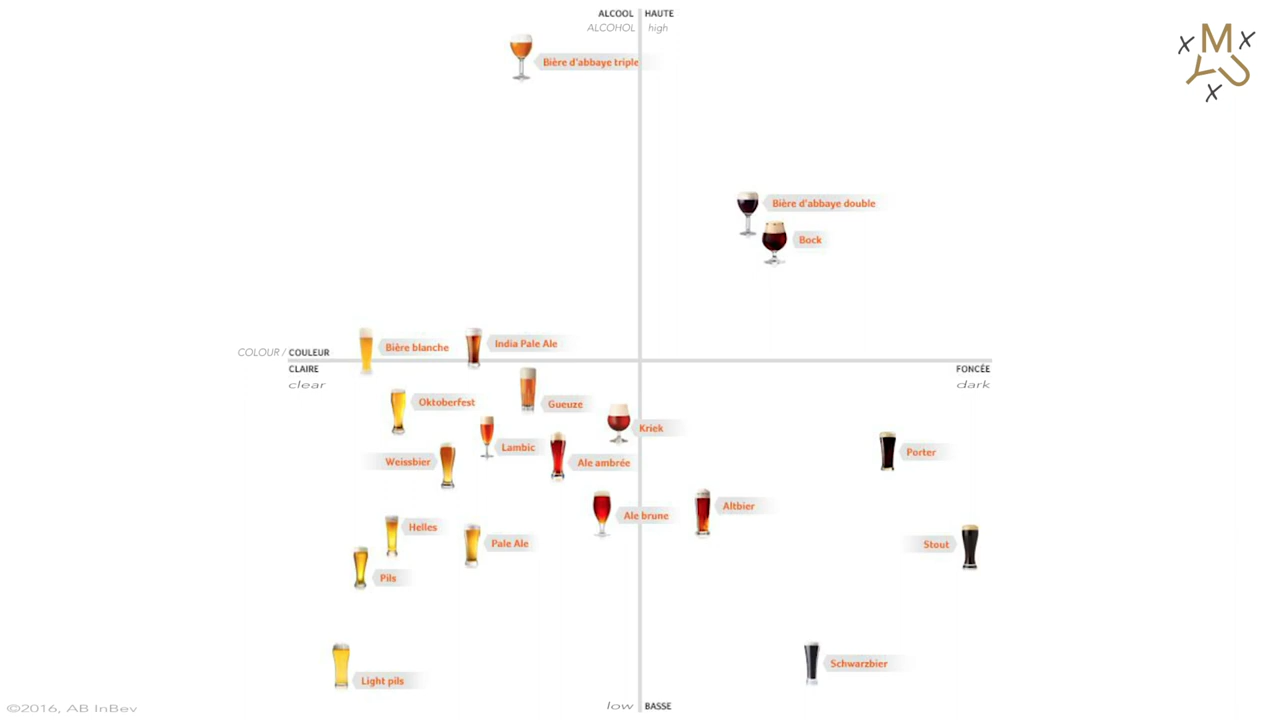 ALCOOL HAUTE
ALCOHOL high
Bière d'abbaye triple
Bière d'abbaye double
Bock
India Pale Ale
Bière blanche
COLOUR / COULEUR
CLAIRE FONCÉE
clear dark
Oktoberfest
Gueuze
Kriek
Lambic
Porter
Weissbier
Ale ambrée
Altbier
Ale brune
Helles
Pale Ale
Stout
Pils
Schwarzbier
Light pils
low BASSE
©2016, AB InBev
X M X
Y U
X